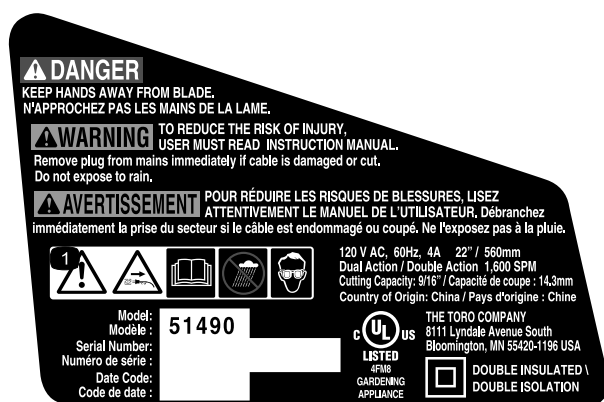 DANGER
KEEP HANDS AWAY FROM BLADE.
N'APPROCHEZ PAS LES MAINS DE LA LAME.
WARNING TO REDUCE THE RISK OF INJURY,
USER MUST READ INSTRUCTION MANUAL.
Remove plug from mains immediately if cable is damaged or cut.
Do not expose to rain.
AVERTISSEMENT POUR RÉDUIRE LES RISQUES DE BLESSURES, LISEZ
ATTENTIVEMENT LE MANUEL DE L'UTILISATEUR. Débranchez
immédiatement la prise du secteur si le câble est endommagé ou coupé. Ne l'exposez pas à la pluie.
1
120 V AC, 60Hz, 4A 22" / 560mm
Dual Action / Double Action 1,600 SPM
Cutting Capacity: 9/16" / Capacité de coupe : 14,3mm
Country of Origin: China / Pays d'origine : Chine
Model:
Modèle :
51490
Serial Number:
Numéro de série :
Date Code:
Code de date :
C UL US
LISTED
4FM8
GARDENING
APPLIANCE
THE TORO COMPANY
8111 Lyndale Avenue South
Bloomington, MN 55420-1196 USA
DOUBLE INSULATED \
DOUBLE ISOLATION